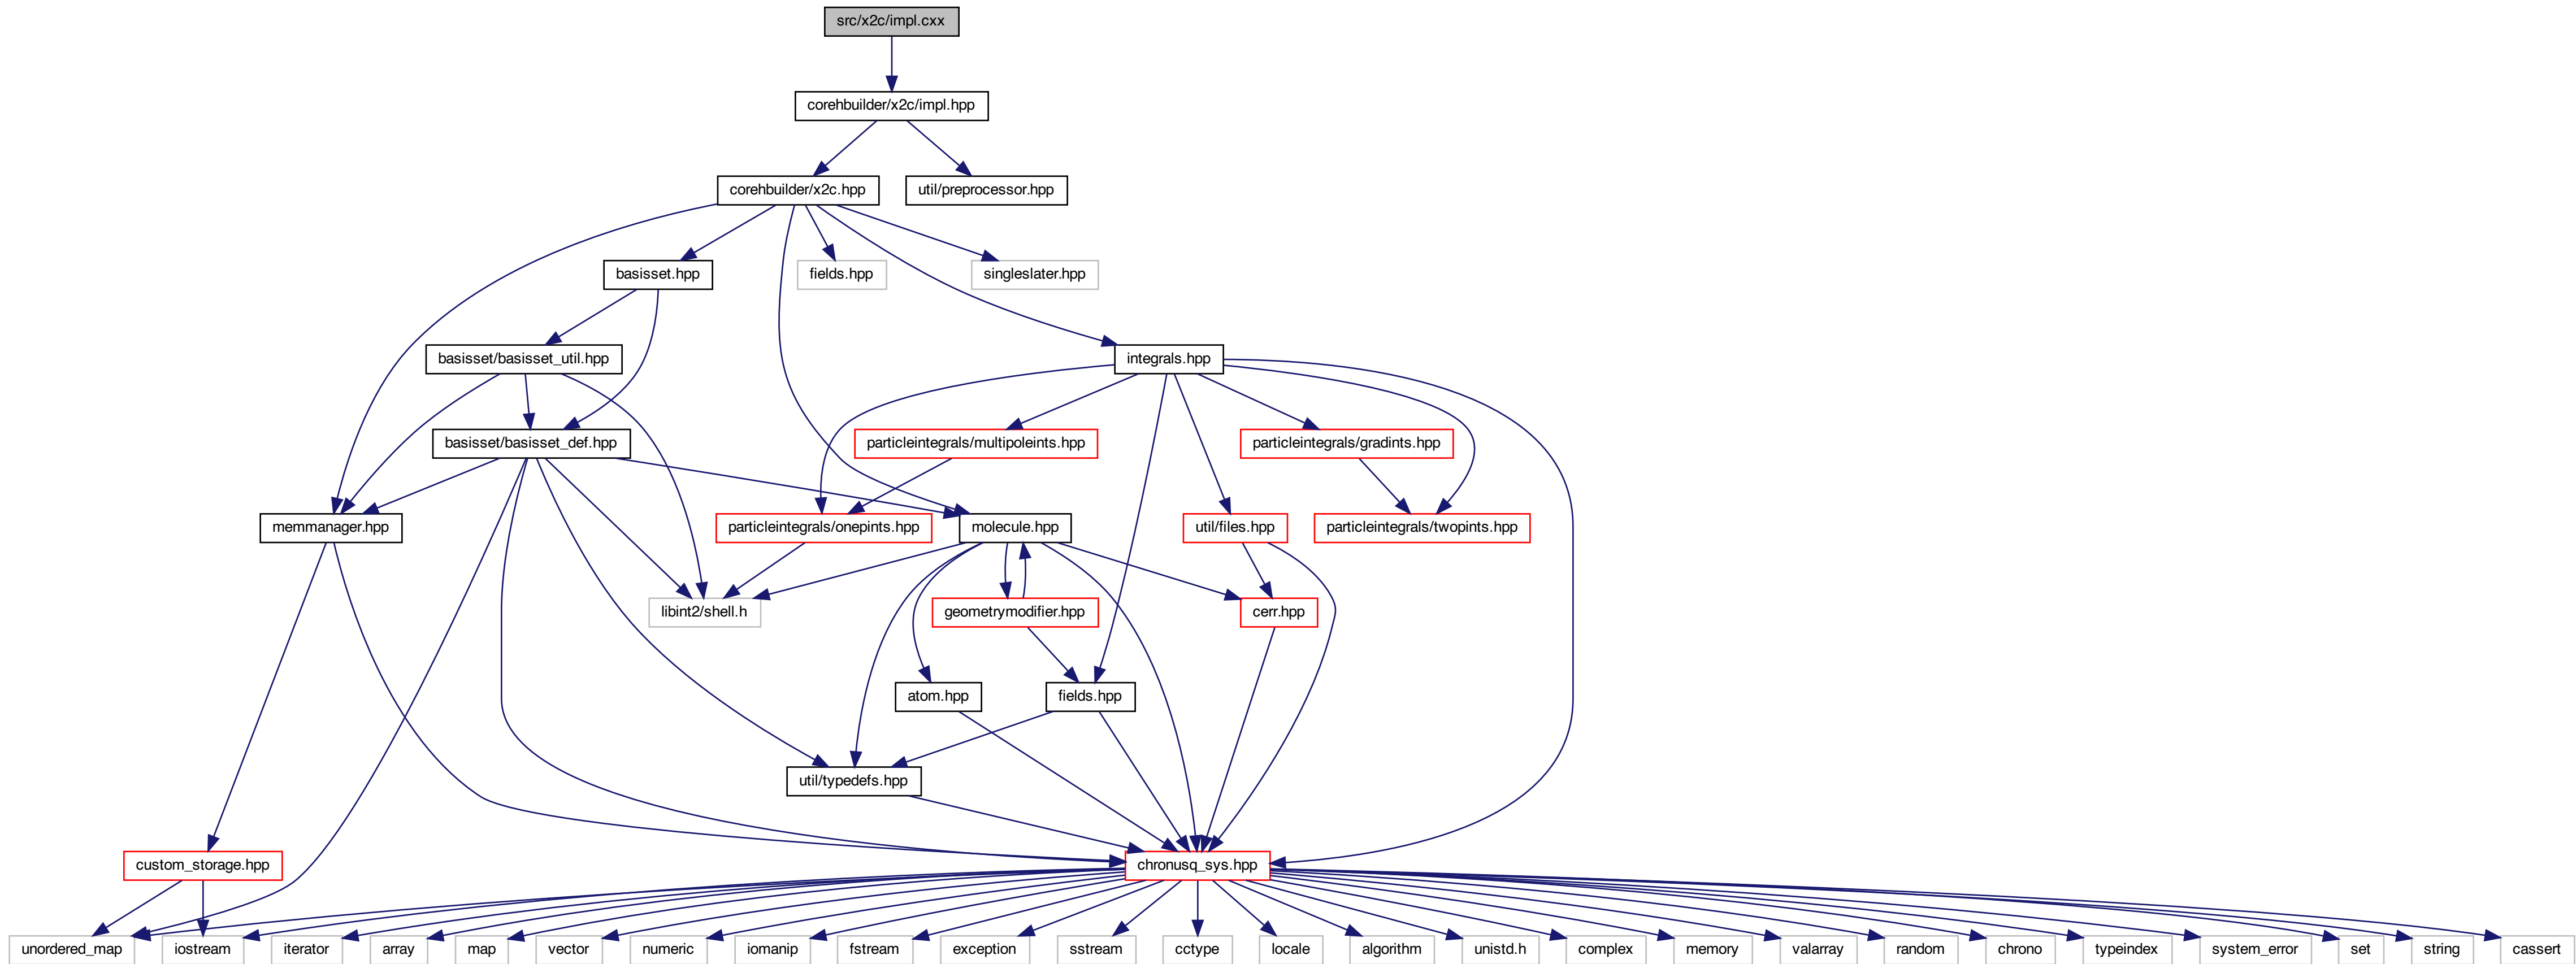 src/x2c/impl.cxx
corehbuilder/x2c/impl.hpp
corehbuilder/x2c.hpp
util/preprocessor.hpp
basisset.hpp
fields.hpp
singleslater.hpp
basisset/basisset_util.hpp
integrals.hpp
basisset/basisset_def.hpp
particleintegrals/multipoleints.hpp
particleintegrals/gradints.hpp
memmanager.hpp
particleintegrals/onepints.hpp
molecule.hpp
util/files.hpp
particleintegrals/twopints.hpp
libint2/shell.h
geometrymodifier.hpp
cerr.hpp
atom.hpp
fields.hpp
util/typedefs.hpp
custom_storage.hpp
chronusq_sys.hpp
unordered_map
iostream
iterator
array
map
vector
numeric
iomanip
fstream
exception
sstream
cctype
locale
algorithm
unistd.h
complex
memory
valarray
random
chrono
typeindex
system_error
set
string
cassert